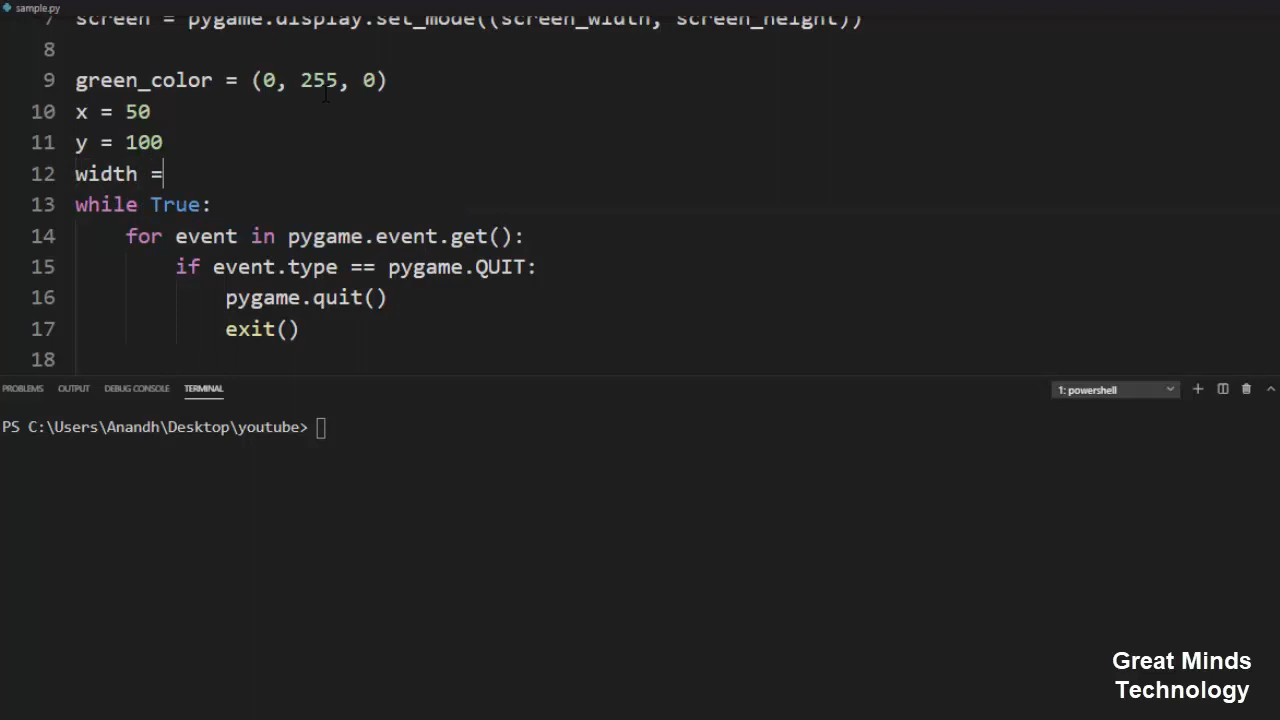 sample.py
7 screen = pygame.display.set_mode((screen_width, screen_height))
8
9 green_color = (0, 255, 0)
10 x = 50
11 y = 100
12 width =
13 while True:
14 for event in pygame.event.get():
15 if event.type == pygame.QUIT:
16 pygame.quit()
17 exit()
18
PROBLEMS OUTPUT DEBUG CONSOLE TERMINAL 1: powershell
PS C:\Users\Anandh\Desktop\youtube>
Great Minds
Technology